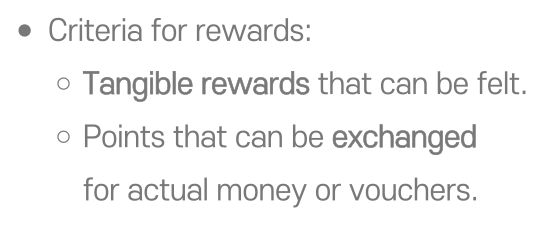 • Criteria for rewards:
○ Tangible rewards that can be felt.
○ Points that can be exchanged
for actual money or vouchers.